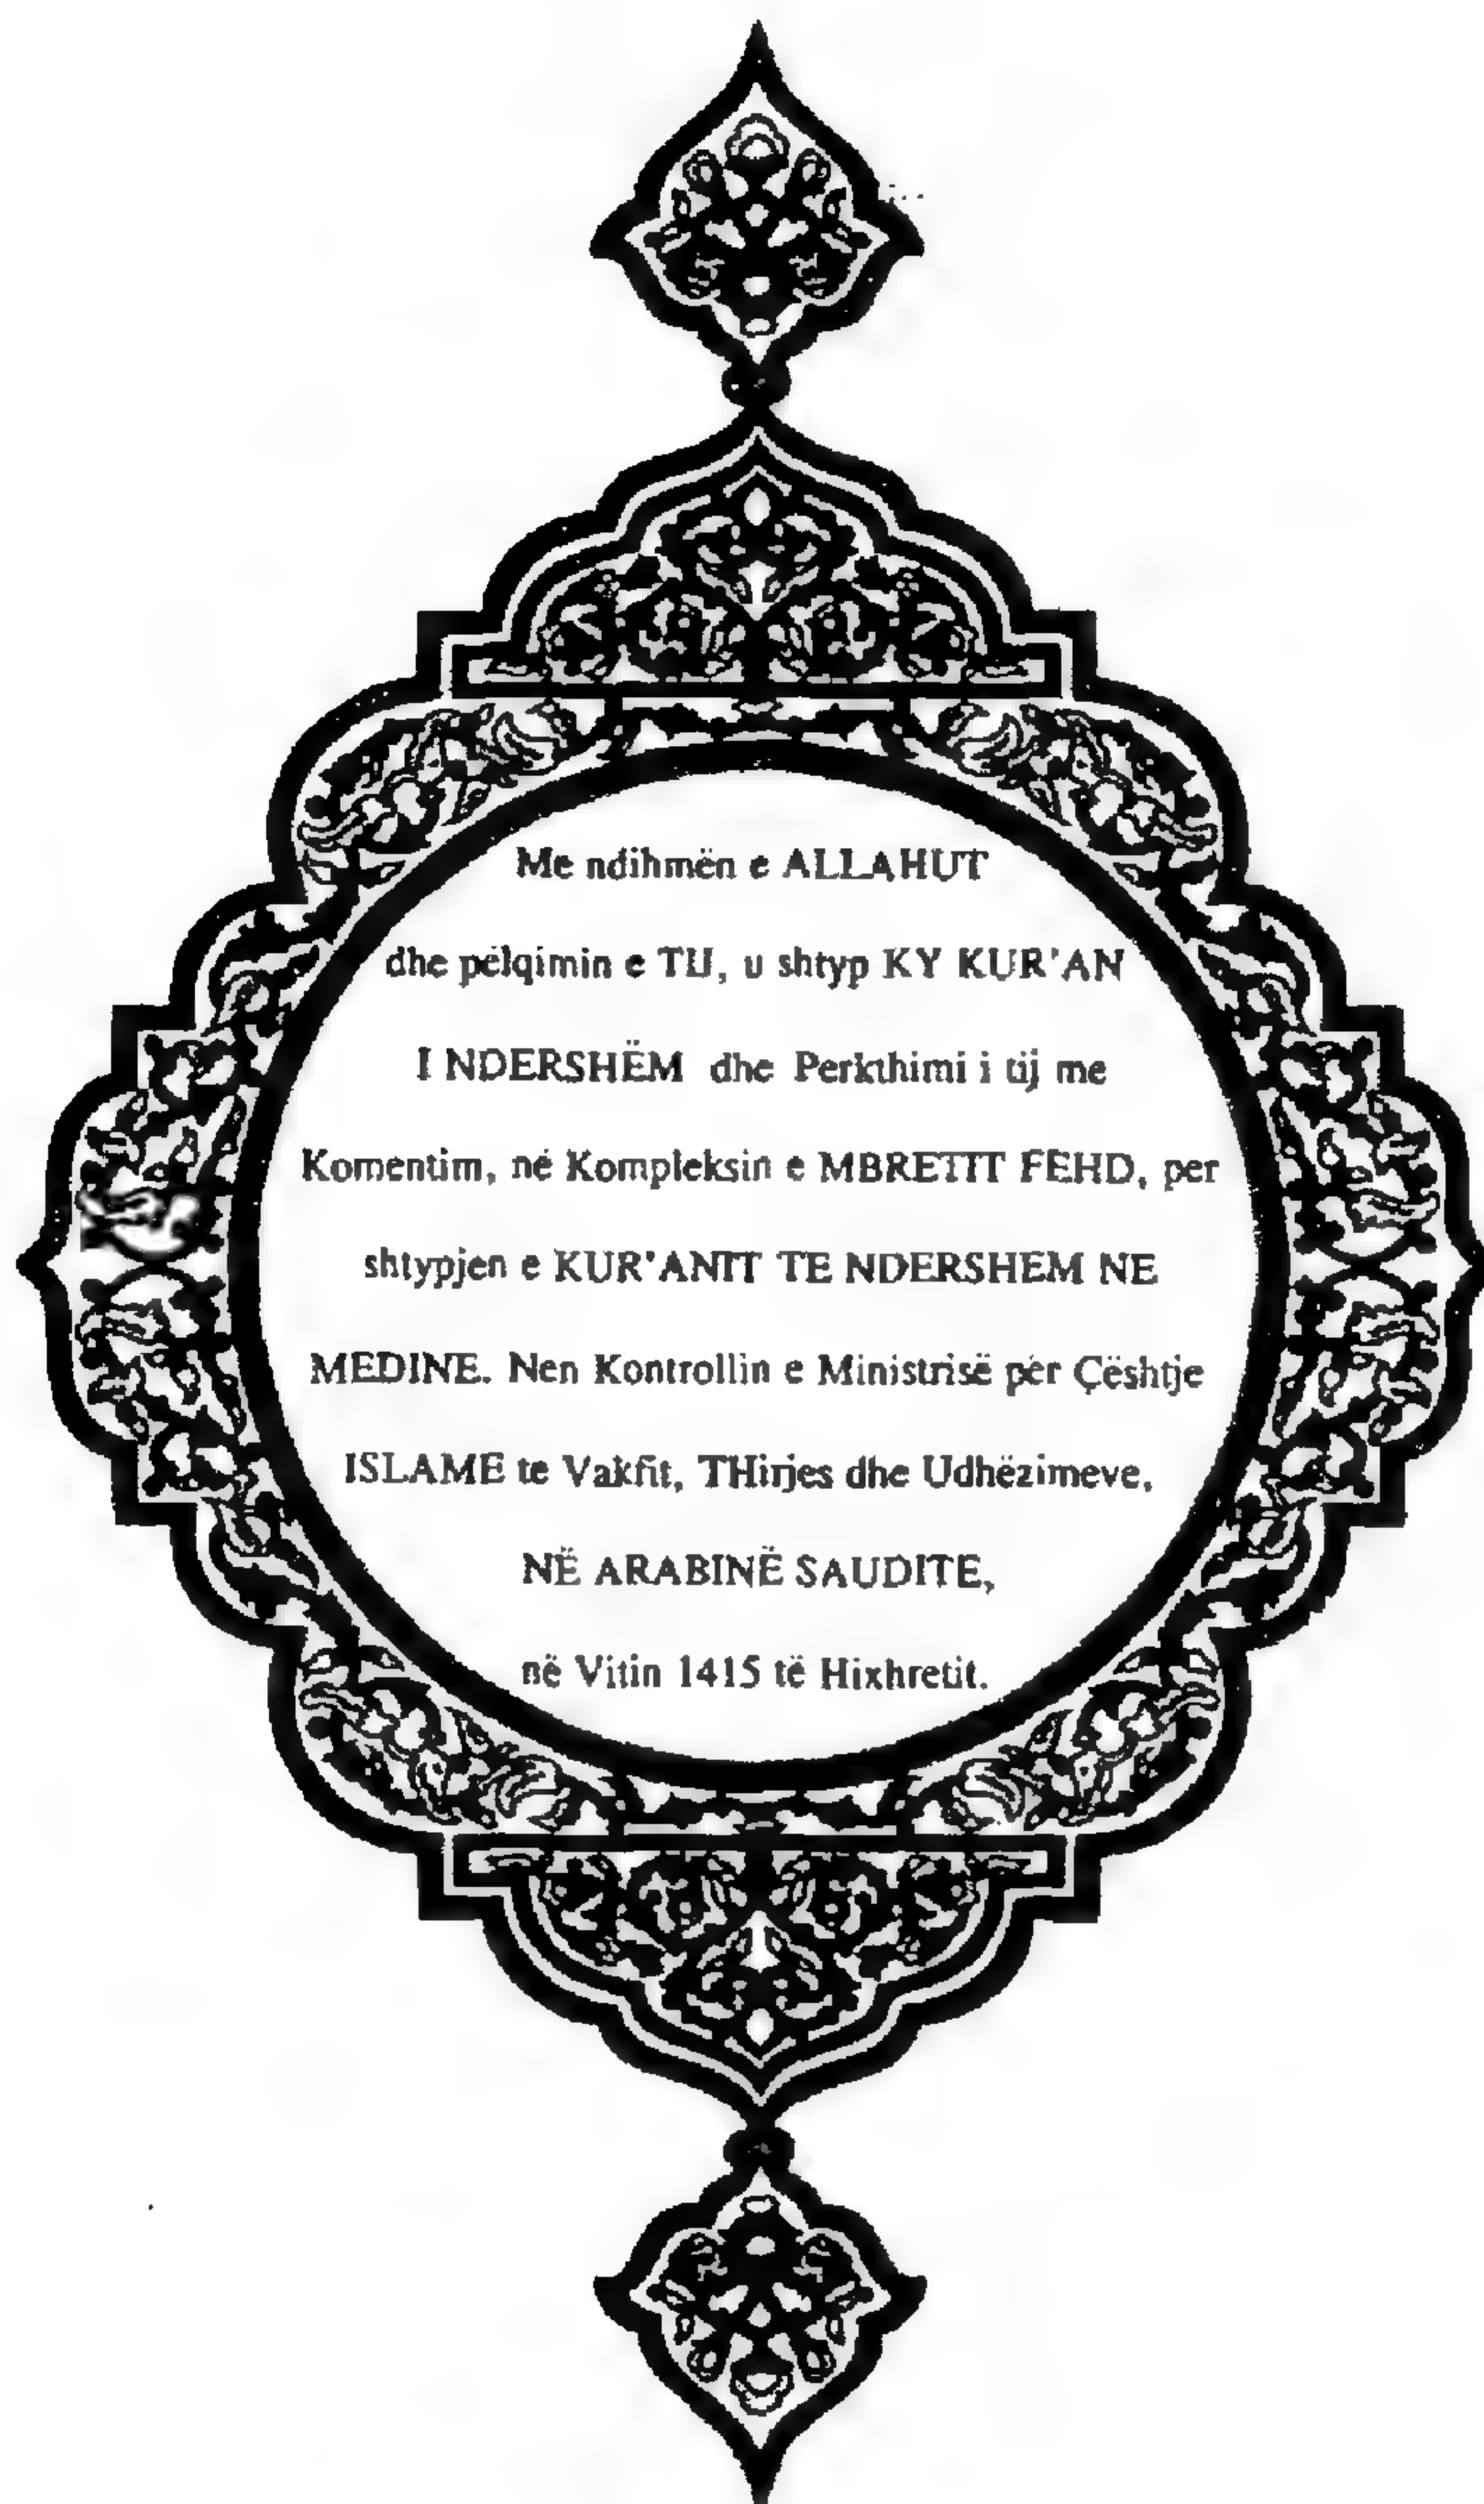 Me ndihmën e ALLAHUT
dhe pëlqimin e TIJ, u shtyp KY KUR'AN
I NDERSHËM dhe Perkthimi i tij me
Komentim, në Kompleksin e MBRETIT FEHD, per
shtypjen e KUR'ANIT TE NDERSHEM NE
MEDINE. Nen Kontrollin e Ministrisë për Çështje
ISLAME te Vakfit, THirjes dhe Udhëzimeve,
NË ARABINË SAUDITE,
në Vitin 1415 të Hixhretit.